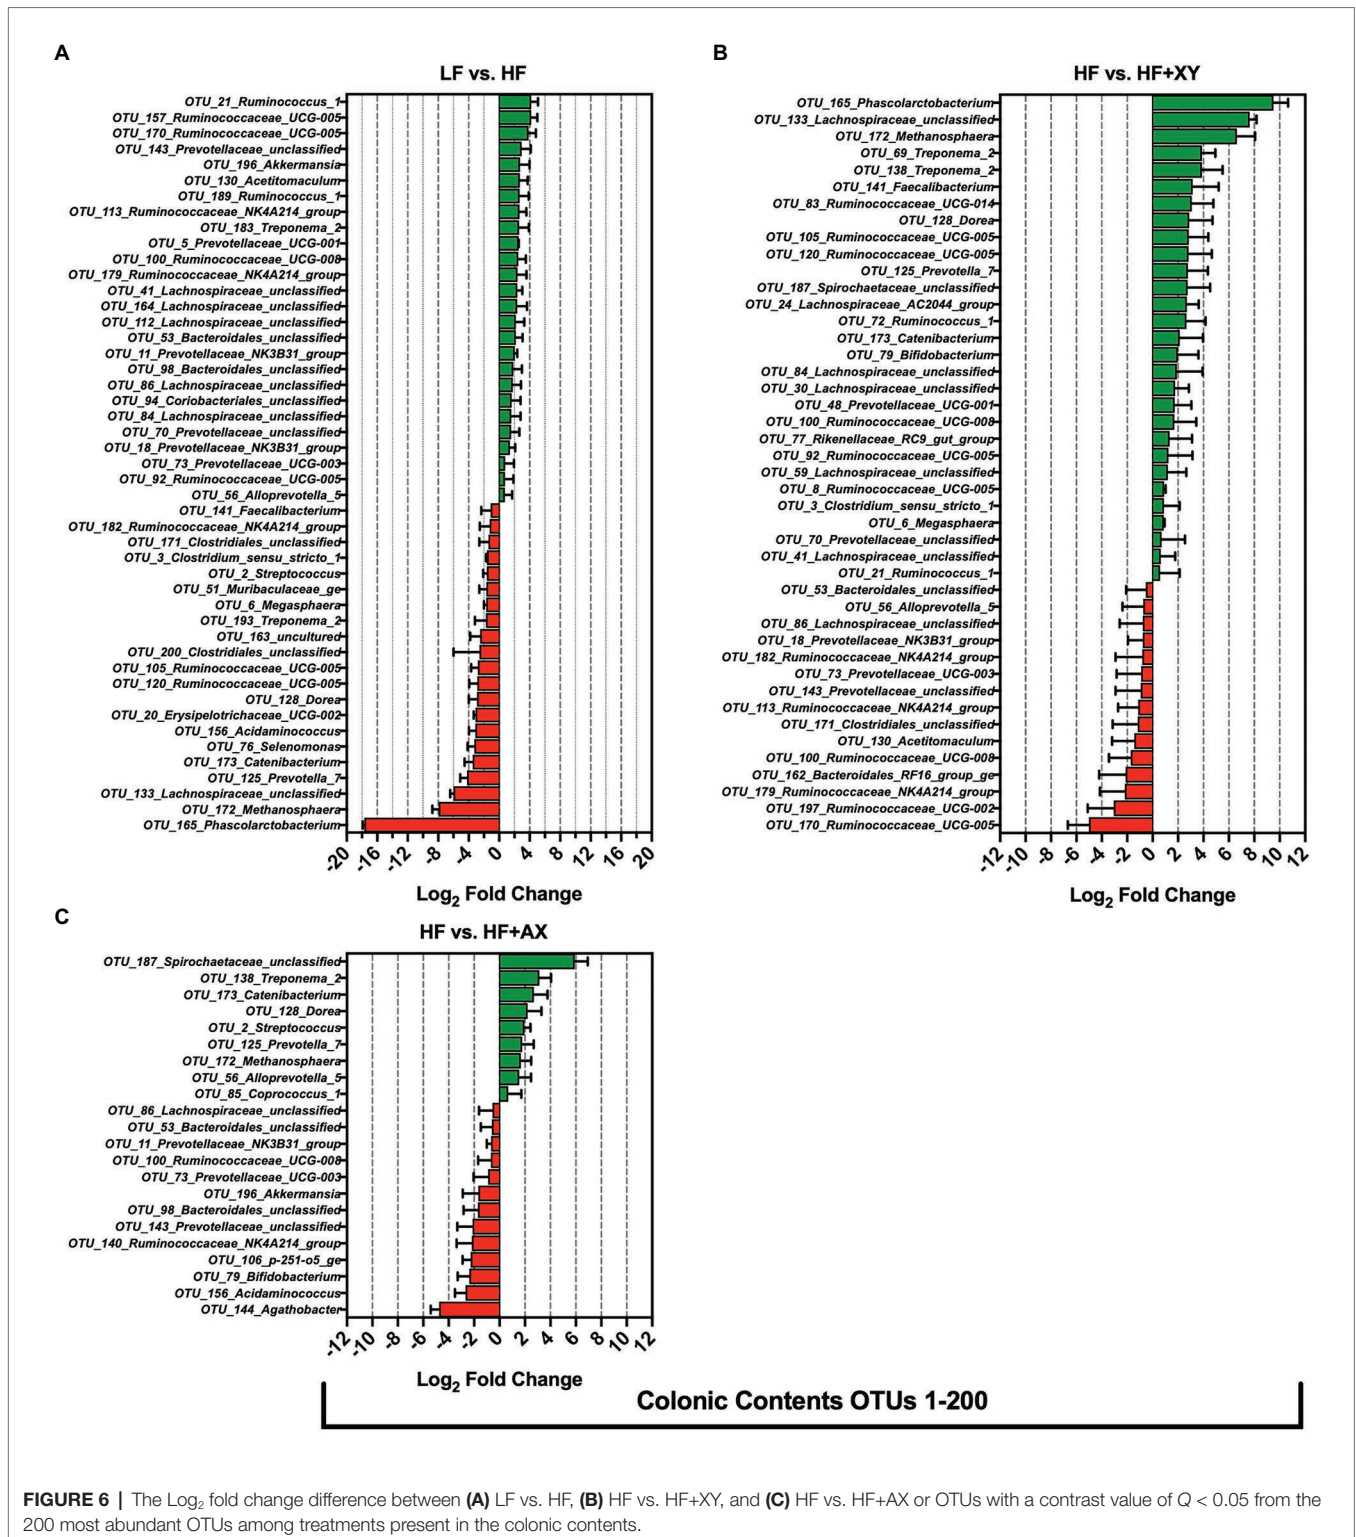 A
LF vs. HF
OTU_21_Ruminococcus_1
OTU_157_Ruminococcaceae_UCG-005
OTU_170_Ruminococcaceae_UCG-005
OTU_143_Prevotellaceae_unclassified
OTU_196_Akkermansia
OTU_130_Acetitomaculum
OTU_189_Ruminococcus_1
OTU_113_Ruminococcaceae_NK4A214_group
OTU_183_Treponema_2
OTU_5_Prevotellaceae_UCG-001
OTU_100_Ruminococcaceae_UCG-008
OTU_179_Ruminococcaceae_NK4A214_group
OTU_41_Lachnospiraceae_unclassified
OTU_164_Lachnospiraceae_unclassified
OTU_112_Lachnospiraceae_unclassified
OTU_53_Bacteroidales_unclassified
OTU_11_Prevotellaceae_NK3B31_group
OTU_98_Bacteroidales_unclassified
OTU_86_Lachnospiraceae_unclassified
OTU_94_Coriobacteriales_unclassified
OTU_84_Lachnospiraceae_unclassified
OTU_70_Prevotellaceae_unclassified
OTU_18_Prevotellaceae_NK3B31_group
OTU_73_Prevotellaceae_UCG-003
OTU_92_Ruminococcaceae_UCG-005
OTU_56_Alloprevotella_5
OTU_141_Faecalibacterium
OTU_182_Ruminococcaceae_NK4A214_group
OTU_171_Clostridiales_unclassified
OTU_3_Clostridium_sensu_stricto_1
OTU_2_Streptococcus
OTU_51_Muribaculaceae_ge
OTU_6_Megasphaera
OTU_193_Treponema_2
OTU_163_uncultured
OTU_200_Clostridiales_unclassified
OTU_105_Ruminococcaceae_UCG-005
OTU_120_Ruminococcaceae_UCG-005
OTU_128_Dorea
OTU_20_Erysipelotrichaceae_UCG-002
OTU_156_Acidaminococcus
OTU_76_Selenomonas
OTU_173_Catenibacterium
OTU_125_Prevotella_7
OTU_133_Lachnospiraceae_unclassified
OTU_172_Methanosphaera
OTU_165_Phascolarctobacterium
-20 -16 -12 -8 -4 0 4 8 12 16 20
Log2 Fold Change
B
HF vs. HF+XY
OTU_165_Phascolarctobacterium
OTU_133_Lachnospiraceae_unclassified
OTU_172_Methanosphaera
OTU_69_Treponema_2
OTU_138_Treponema_2
OTU_141_Faecalibacterium
OTU_83_Ruminococcaceae_UCG-014
OTU_128_Dorea
OTU_105_Ruminococcaceae_UCG-005
OTU_120_Ruminococcaceae_UCG-005
OTU_125_Prevotella_7
OTU_187_Spirochaetaceae_unclassified
OTU_24_Lachnospiraceae_AC2044_group
OTU_72_Ruminococcus_1
OTU_173_Catenibacterium
OTU_79_Bifidobacterium
OTU_84_Lachnospiraceae_unclassified
OTU_30_Lachnospiraceae_unclassified
OTU_48_Prevotellaceae_UCG-001
OTU_100_Ruminococcaceae_UCG-008
OTU_77_Rikenellaceae_RC9_gut_group
OTU_92_Ruminococcaceae_UCG-005
OTU_59_Lachnospiraceae_unclassified
OTU_8_Ruminococcaceae_UCG-005
OTU_3_Clostridium_sensu_stricto_1
OTU_6_Megasphaera
OTU_70_Prevotellaceae_unclassified
OTU_41_Lachnospiraceae_unclassified
OTU_21_Ruminococcus_1
OTU_53_Bacteroidales_unclassified
OTU_56_Alloprevotella_5
OTU_86_Lachnospiraceae_unclassified
OTU_18_Prevotellaceae_NK3B31_group
OTU_182_Ruminococcaceae_NK4A214_group
OTU_73_Prevotellaceae_UCG-003
OTU_143_Prevotellaceae_unclassified
OTU_113_Ruminococcaceae_NK4A214_group
OTU_171_Clostridiales_unclassified
OTU_130_Acetitomaculum
OTU_100_Ruminococcaceae_UCG-008
OTU_162_Bacteroidales_RF16_group_ge
OTU_179_Ruminococcaceae_NK4A214_group
OTU_197_Ruminococcaceae_UCG-002
OTU_170_Ruminococcaceae_UCG-005
-12 -10 -8 -6 -4 -2 0 2 4 6 8 10 12
Log2 Fold Change
C
HF vs. HF+AX
OTU_187_Spirochaetaceae_unclassified
OTU_138_Treponema_2
OTU_173_Catenibacterium
OTU_128_Dorea
OTU_2_Streptococcus
OTU_125_Prevotella_7
OTU_172_Methanosphaera
OTU_56_Alloprevotella_5
OTU_85_Coprococcus_1
OTU_86_Lachnospiraceae_unclassified
OTU_53_Bacteroidales_unclassified
OTU_11_Prevotellaceae_NK3B31_group
OTU_100_Ruminococcaceae_UCG-008
OTU_73_Prevotellaceae_UCG-003
OTU_196_Akkermansia
OTU_98_Bacteroidales_unclassified
OTU_143_Prevotellaceae_unclassified
OTU_140_Ruminococcaceae_NK4A214_group
OTU_106_p-251-o5_ge
OTU_79_Bifidobacterium
OTU_156_Acidaminococcus
OTU_144_Agathobacter
-12 -10 -8 -6 -4 -2 0 2 4 6 8 10 12
Log2 Fold Change
Colonic Contents OTUs 1-200
FIGURE 6 | The Log2 fold change difference between (A) LF vs. HF, (B) HF vs. HF+XY, and (C) HF vs. HF+AX or OTUs with a contrast value of Q < 0.05 from the
200 most abundant OTUs among treatments present in the colonic contents.